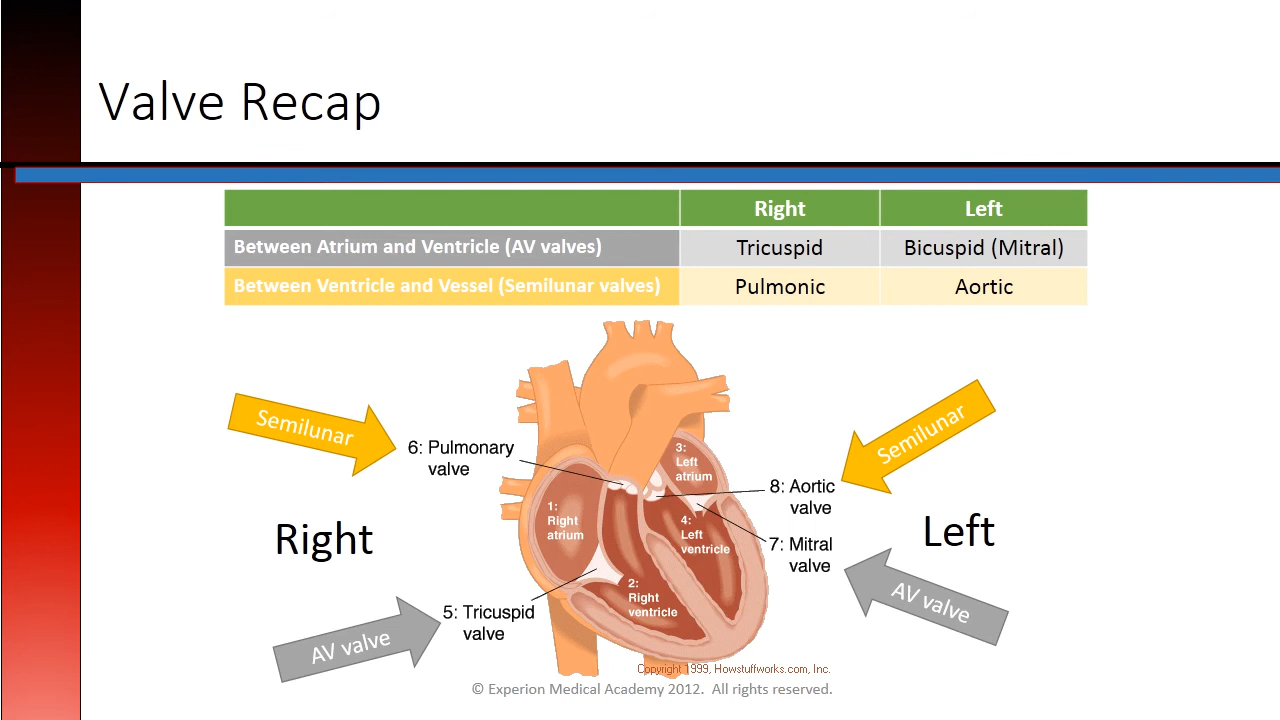 Valve Recap
Right Left
Between Atrium and Ventricle (AV valves) Tricuspid Bicuspid (Mitral)
Between Ventricle and Vessel (Semilunar valves) Pulmonic Aortic
Semilunar
Semilunar
6: Pulmonary
valve
3:
Left
atrium
8: Aortic
valve
1:
Right
atrium
4:
Left
ventricle
Right
Left
7: Mitral
valve
2:
Right
ventricle
5: Tricuspid
valve
AV valve
AV valve
Copyright 1999, Howstuffworks.com, Inc.
© Experion Medical Academy 2012. All rights reserved.